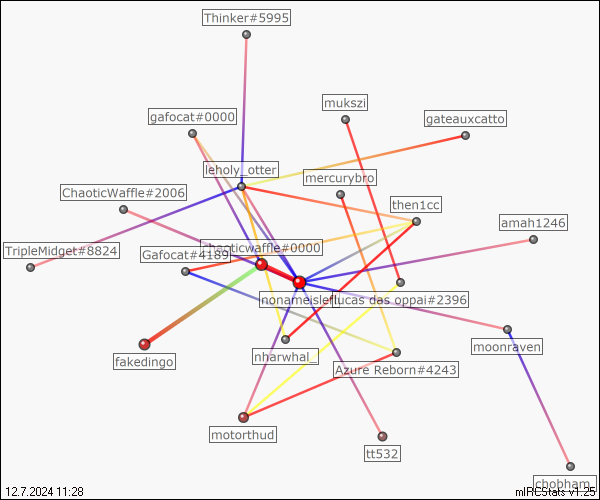 Thinker#5995
mukszi
gafocat#0000
gateauxcatto
leholy_otter
mercurybro
ChaoticWaffle#2006
then1cc
amah1246
TripleMidget#8824
Gafocat#4189
chaoticwaffle#0000
lucas das oppai#2396
moonraven
fakedingo
nharwhal_
Azure Reborn#4243
motorthud
tt532
chobham_
12.7.2024 11:28
mIRCStats v1.25